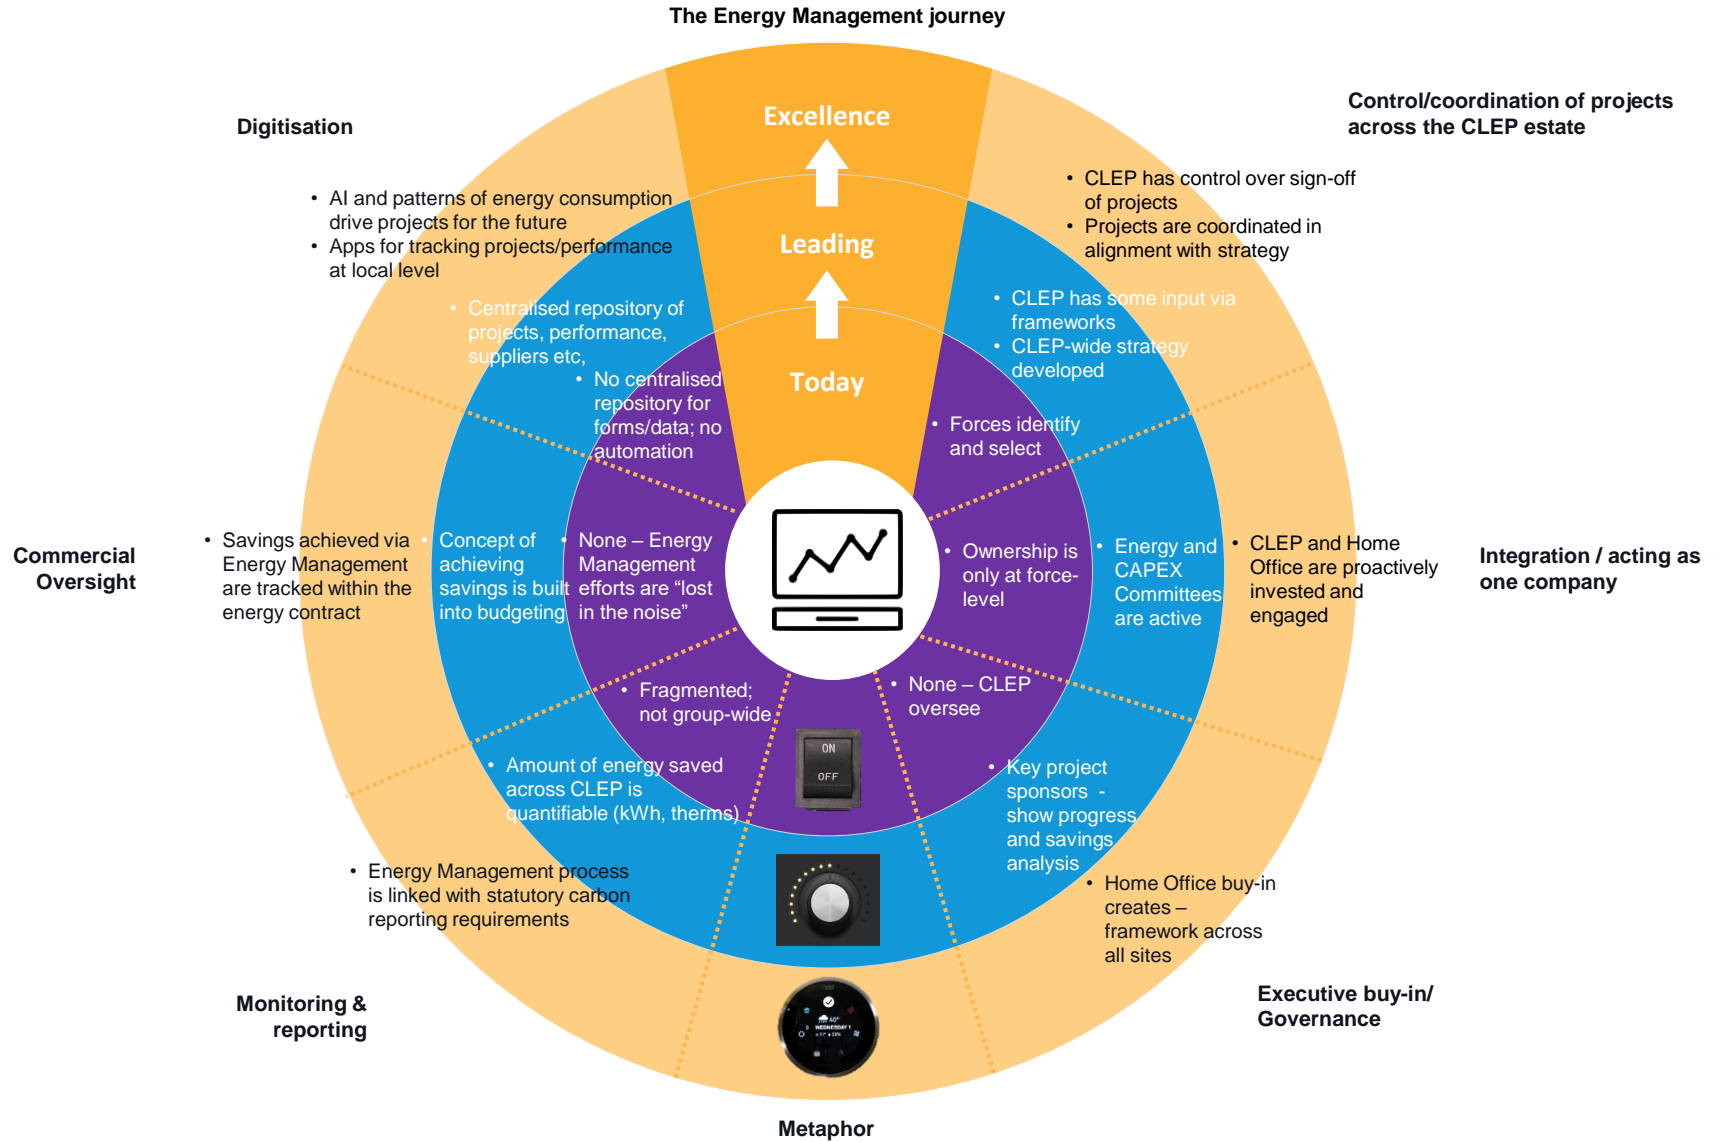 The Energy Management journey
Excellence
Leading
Today
Control/coordination of projects
across the CLEP estate
• CLEP has control over sign-off
of projects
• Projects are coordinated in
alignment with strategy
• CLEP has some input via
frameworks
• CLEP-wide strategy
developed
• Forces identify
and select
Integration / acting as
one company
• Ownership is
only at force-
level
• Energy and
CAPEX
Committees
are active
• CLEP and Home
Office are proactively
invested and
engaged
Executive buy-in/
Governance
• None – CLEP
oversee
• Key project
sponsors -
show progress
and savings
analysis
• Home Office buy-in
creates –
framework across
all sites
Metaphor
ON
OFF
40°
WEDNESDAY 1
Monitoring &
reporting
• Fragmented;
not group-wide
• Amount of energy saved
across CLEP is
quantifiable (kWh, therms)
• Energy Management process
is linked with statutory carbon
reporting requirements
Commercial
Oversight
• Savings achieved via
Energy Management
are tracked within the
energy contract
• Concept of
achieving
savings is built
into budgeting
• None – Energy
Management
efforts are “lost
in the noise”
Digitisation
• AI and patterns of energy consumption
drive projects for the future
• Apps for tracking projects/performance
at local level
• Centralised repository of
projects, performance,
suppliers etc,
• No centralised
repository for
forms/data; no
automation